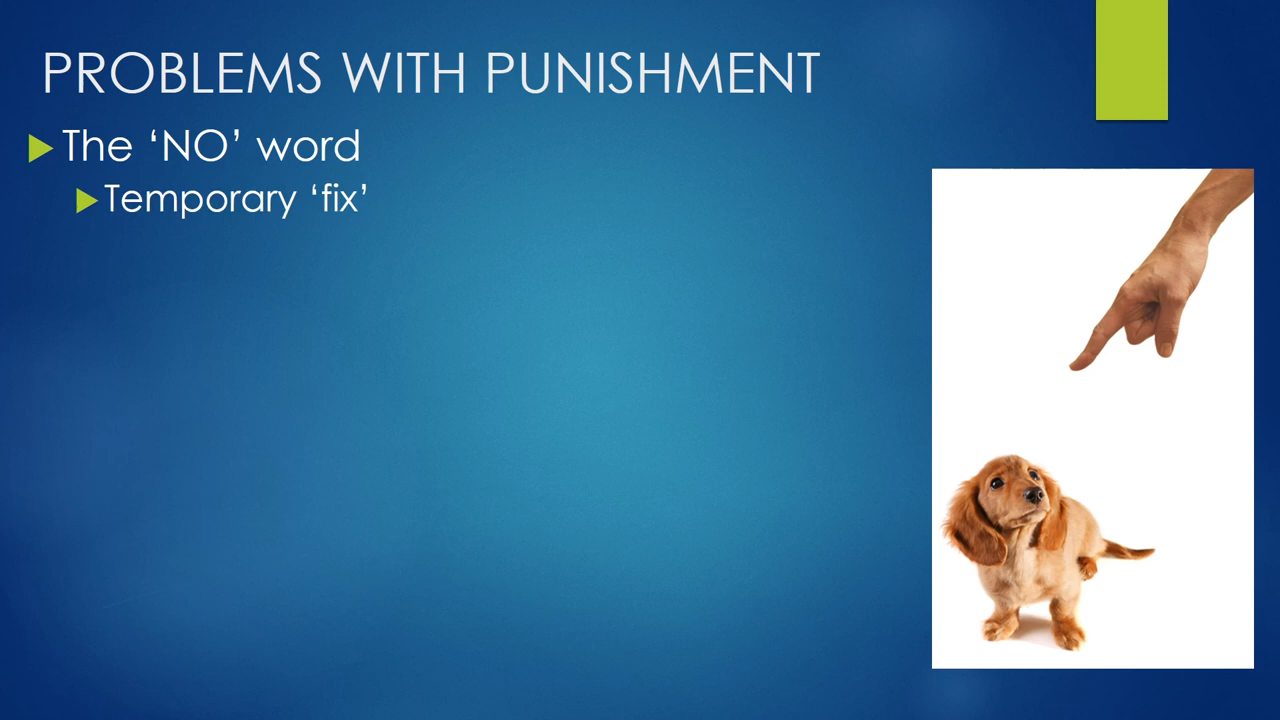 PROBLEMS WITH PUNISHMENT
The ‘NO’ word
Temporary ‘fix’